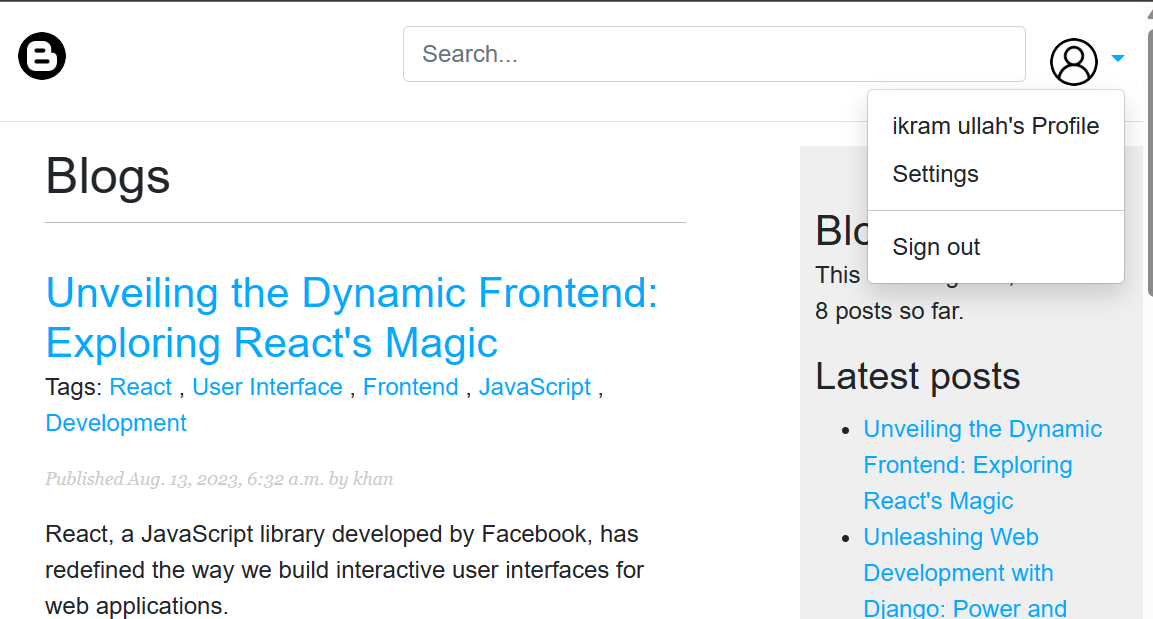 Search...
ikram ullah's Profile
Settings
Sign out
Blogs
Unveiling the Dynamic Frontend:
Exploring React's Magic
Tags: React , User Interface , Frontend , JavaScript ,
Development
Published Aug. 13, 2023, 6:32 a.m. by khan
React, a JavaScript library developed by Facebook, has
redefined the way we build interactive user interfaces for
web applications.
This
8 posts so far.
Latest posts
Unveiling the Dynamic
Frontend: Exploring
React's Magic
Unleashing Web
Development with
Django: Power and